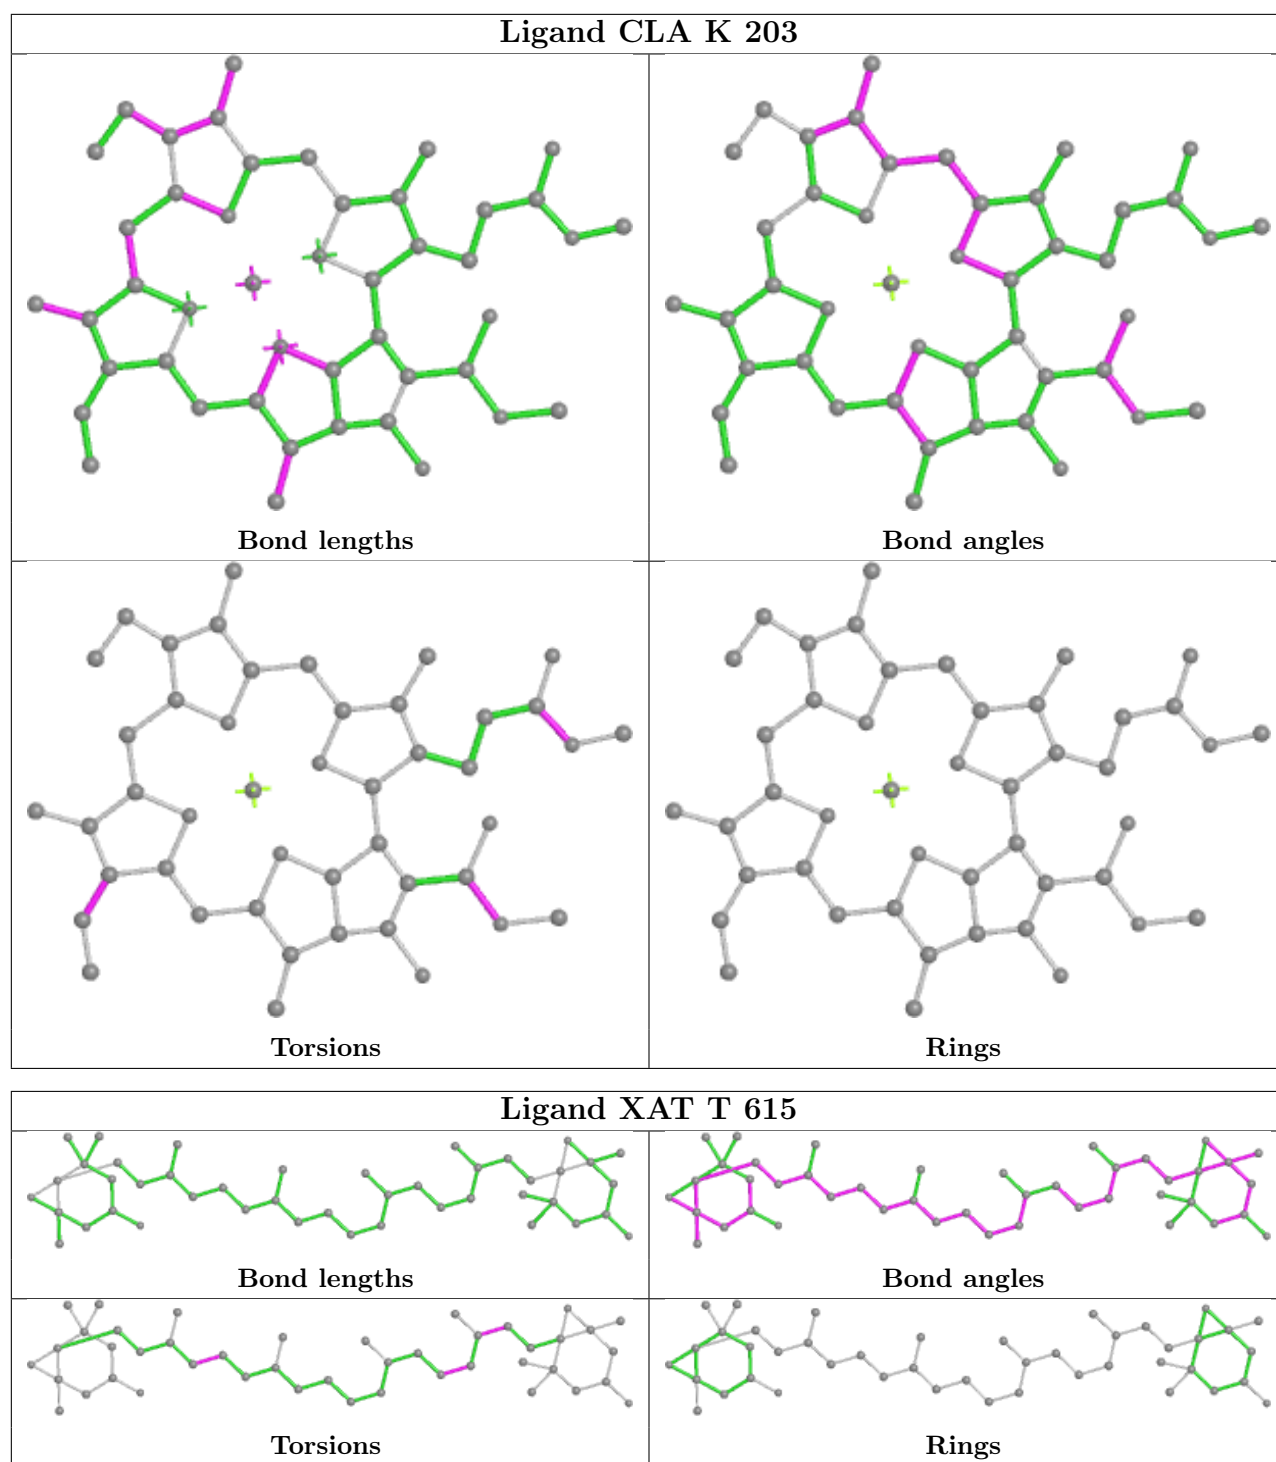 Ligand CLA K 203
Bond lengths
Bond angles
Torsions
Rings
Ligand XAT T 615
Bond lengths
Bond angles
Torsions
Rings